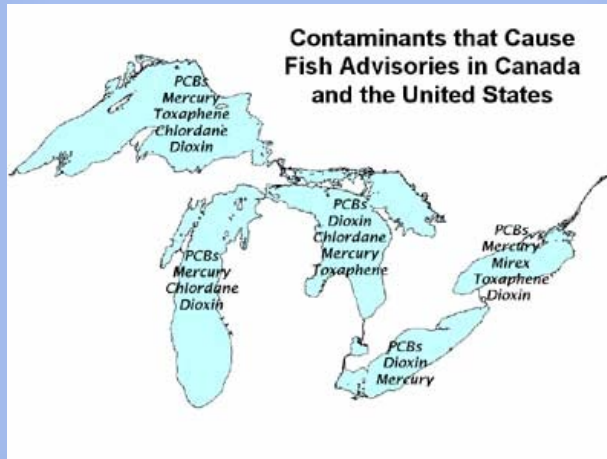 Contaminants that Cause
Fish Advisories in Canada
and the United States
PCBs
Mercury
Toxaphene
Chlordane
Dioxin
PCBs
Mercury
Chlordane
Dioxin
PCBs
Dioxin
Chlordane
Mercury
Toxaphene
PCBs
Mercury
Mirex
Toxaphene
Dioxin
PCBs
Dioxin
Mercury